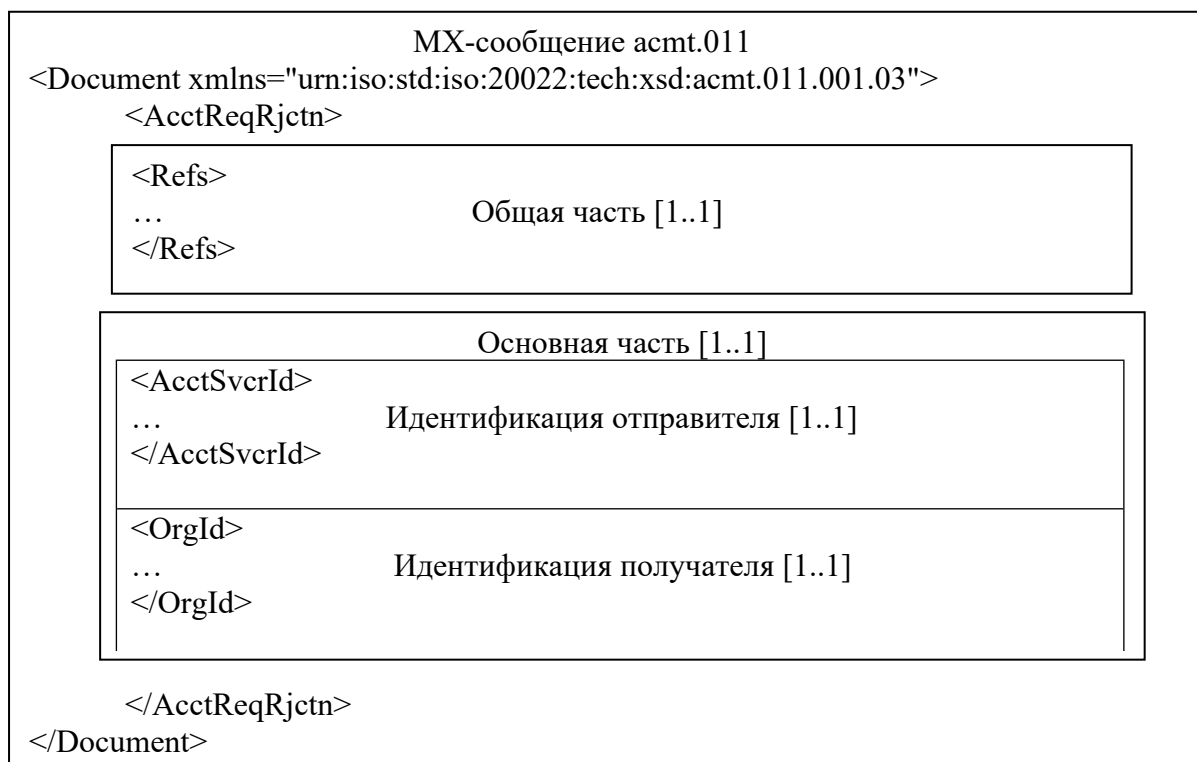 MX-сообщение acmt.011
<Document xmlns="urn:iso:std:iso:20022:tech:xsd:acmt.011.001.03">
<AcctReqRjctn>
<Refs>
… Общая часть [1..1]
</Refs>
Основная часть [1..1]
<AcctSvcrId>
… Идентификация отправителя [1..1]
</AcctSvcrId>
<OrgId>
… Идентификация получателя [1..1]
</OrgId>
</AcctReqRjctn>
</Document>